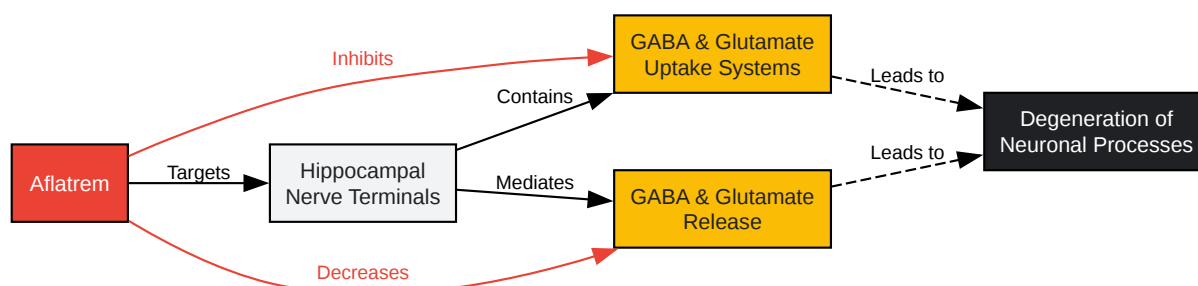 Aflatrem
Inhibits
Targets
Decreases
Hippocampal
Nerve Terminals
Contains
Mediates
GABA & Glutamate
Uptake Systems
GABA & Glutamate
Release
Leads to
Leads to
Degeneration of
Neuronal Processes